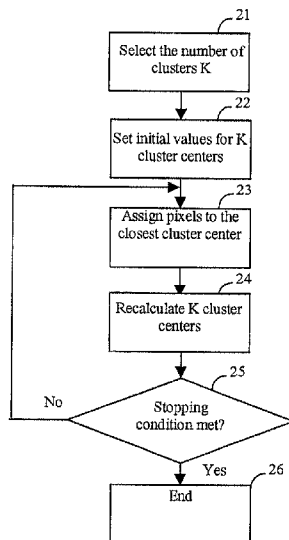 21
Select the number of
clusters K
22
Set initial values for K
cluster centers
23
Assign pixels to the
closest cluster center
24
Recalculate K cluster
centers
25
No
Stopping
condition met?
Yes
26
End